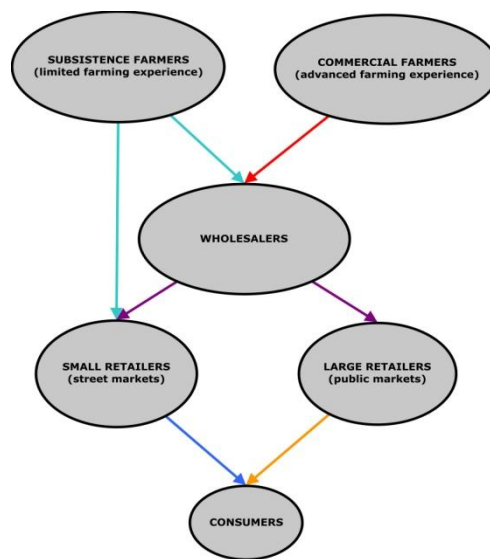 SUBSISTENCE FARMERS
(limited farming experience)
COMMERCIAL FARMERS
(advanced farming experience)
WHOLESALERS
SMALL RETAILERS
(street markets)
LARGE RETAILERS
(public markets)
CONSUMERS